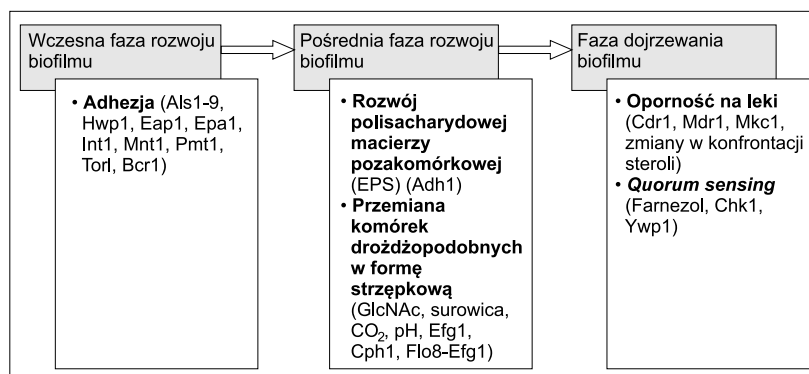 Wczesna faza rozwoju
biofilmu
• Adhezja (Als1-9,
Hwp1, Eap1, Epa1,
Int1, Mnt1, Pmt1,
Torl, Bcr1)
Pośrednia faza rozwoju
biofilmu
• Rozwój
polisacharydowej
macierzy
pozakomórkowej
(EPS) (Adh1)
• Przemiana
komórek
drożdżopodobnych
w formę
strzępkową
(GlcNAc, surowica,
CO₂, pH, Efg1,
Cph1, Flo8-Efg1)
Faza dojrzewania
biofilmu
• Oporność na leki
(Cdr1, Mdr1, Mkc1,
zmiany w konfrontacji
steroli)
• Quorum sensing
(Farnezol, Chk1,
Ywp1)